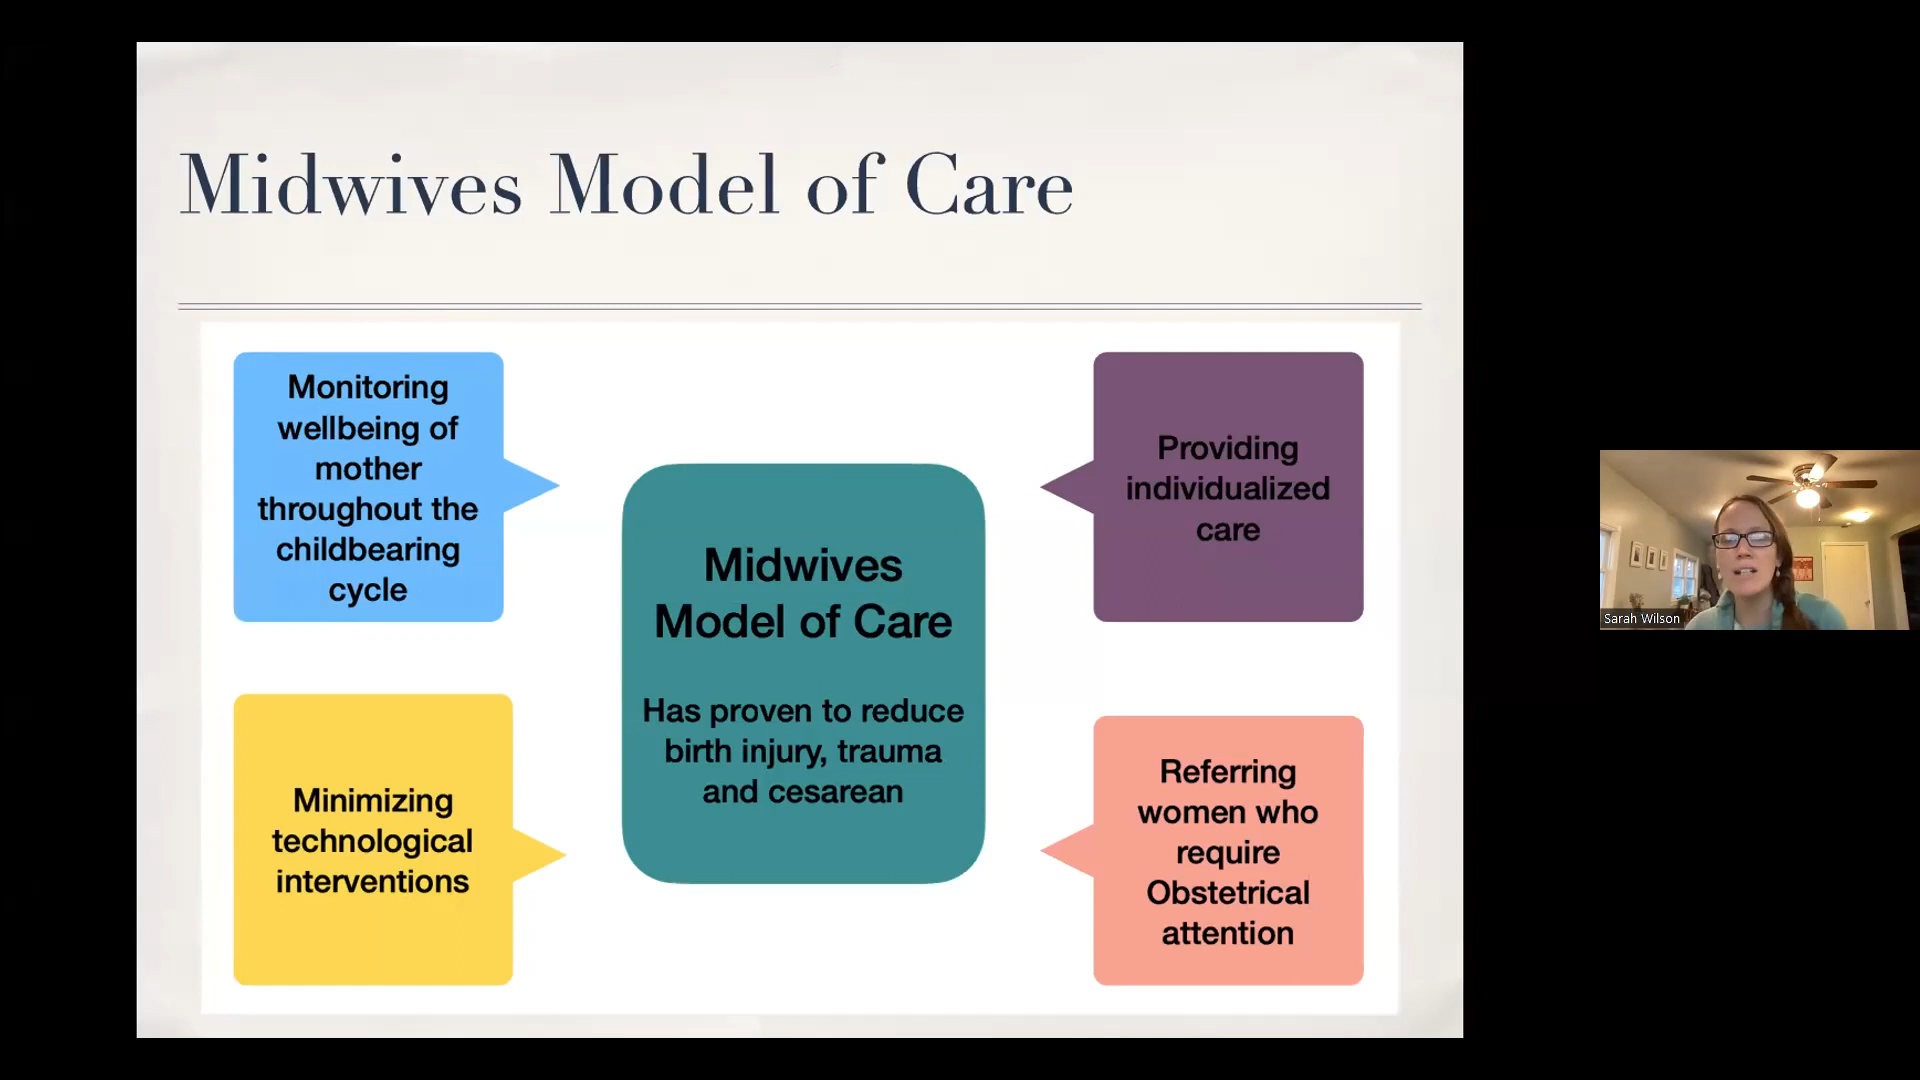 Midwives Model of Care
Monitoring
wellbeing of
mother
throughout the
childbearing
cycle
Providing
individualized
care
Midwives
Model of Care
Has proven to reduce
birth injury, trauma
and cesarean
Minimizing
technological
interventions
Referring
women who
require
Obstetrical
attention
Sarah Wilson